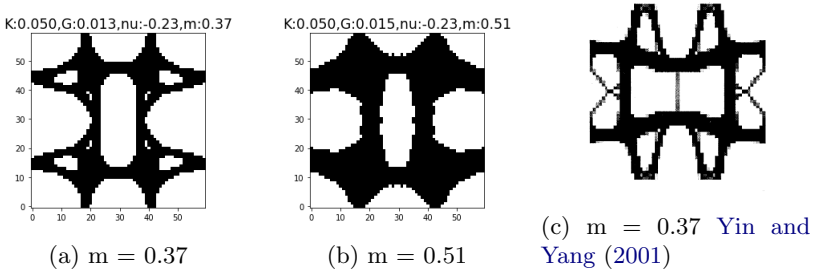 K:0.050,G:0.013,nu:-0.23,m:0.37
50
40
30
20
10
0
0 10 20 30 40 50
(a) m = 0.37
K:0.050,G:0.015,nu:-0.23,m:0.51
50
40
30
20
10
0
0 10 20 30 40 50
(b) m = 0.51
(c) m = 0.37 Yin and
Yang (2001)